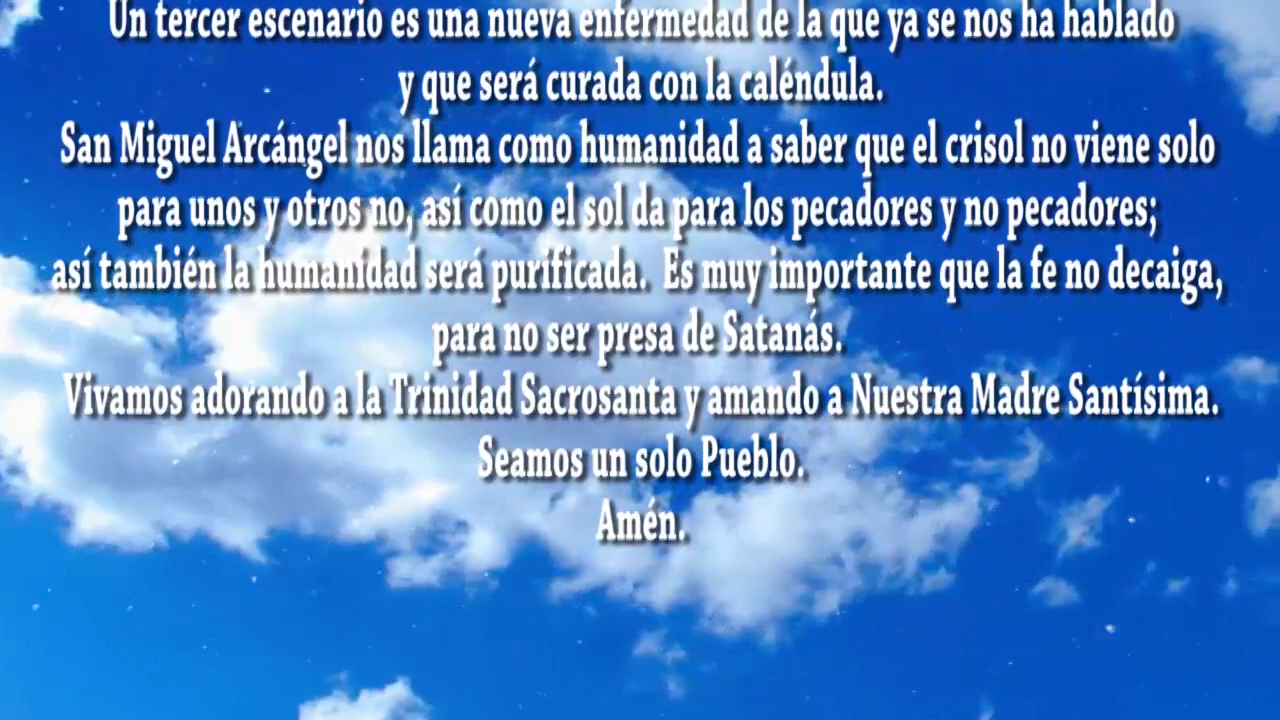 Un tercer escenario es una nueva enfermedad de la que ya se nos ha hablado
y que será curada con la caléndula.
San Miguel Arcángel nos llama como humanidad a saber que el crisol no viene solo
para unos y otros no, así como el sol da para los pecadores y no pecadores;
así también la humanidad será purificada.  Es muy importante que la fe no decaiga,
para no ser presa de Satanás.
Vivamos adorando a la Trinidad Sacrosanta y amando a Nuestra Madre Santísima.
Seamos un solo Pueblo.
Amén.